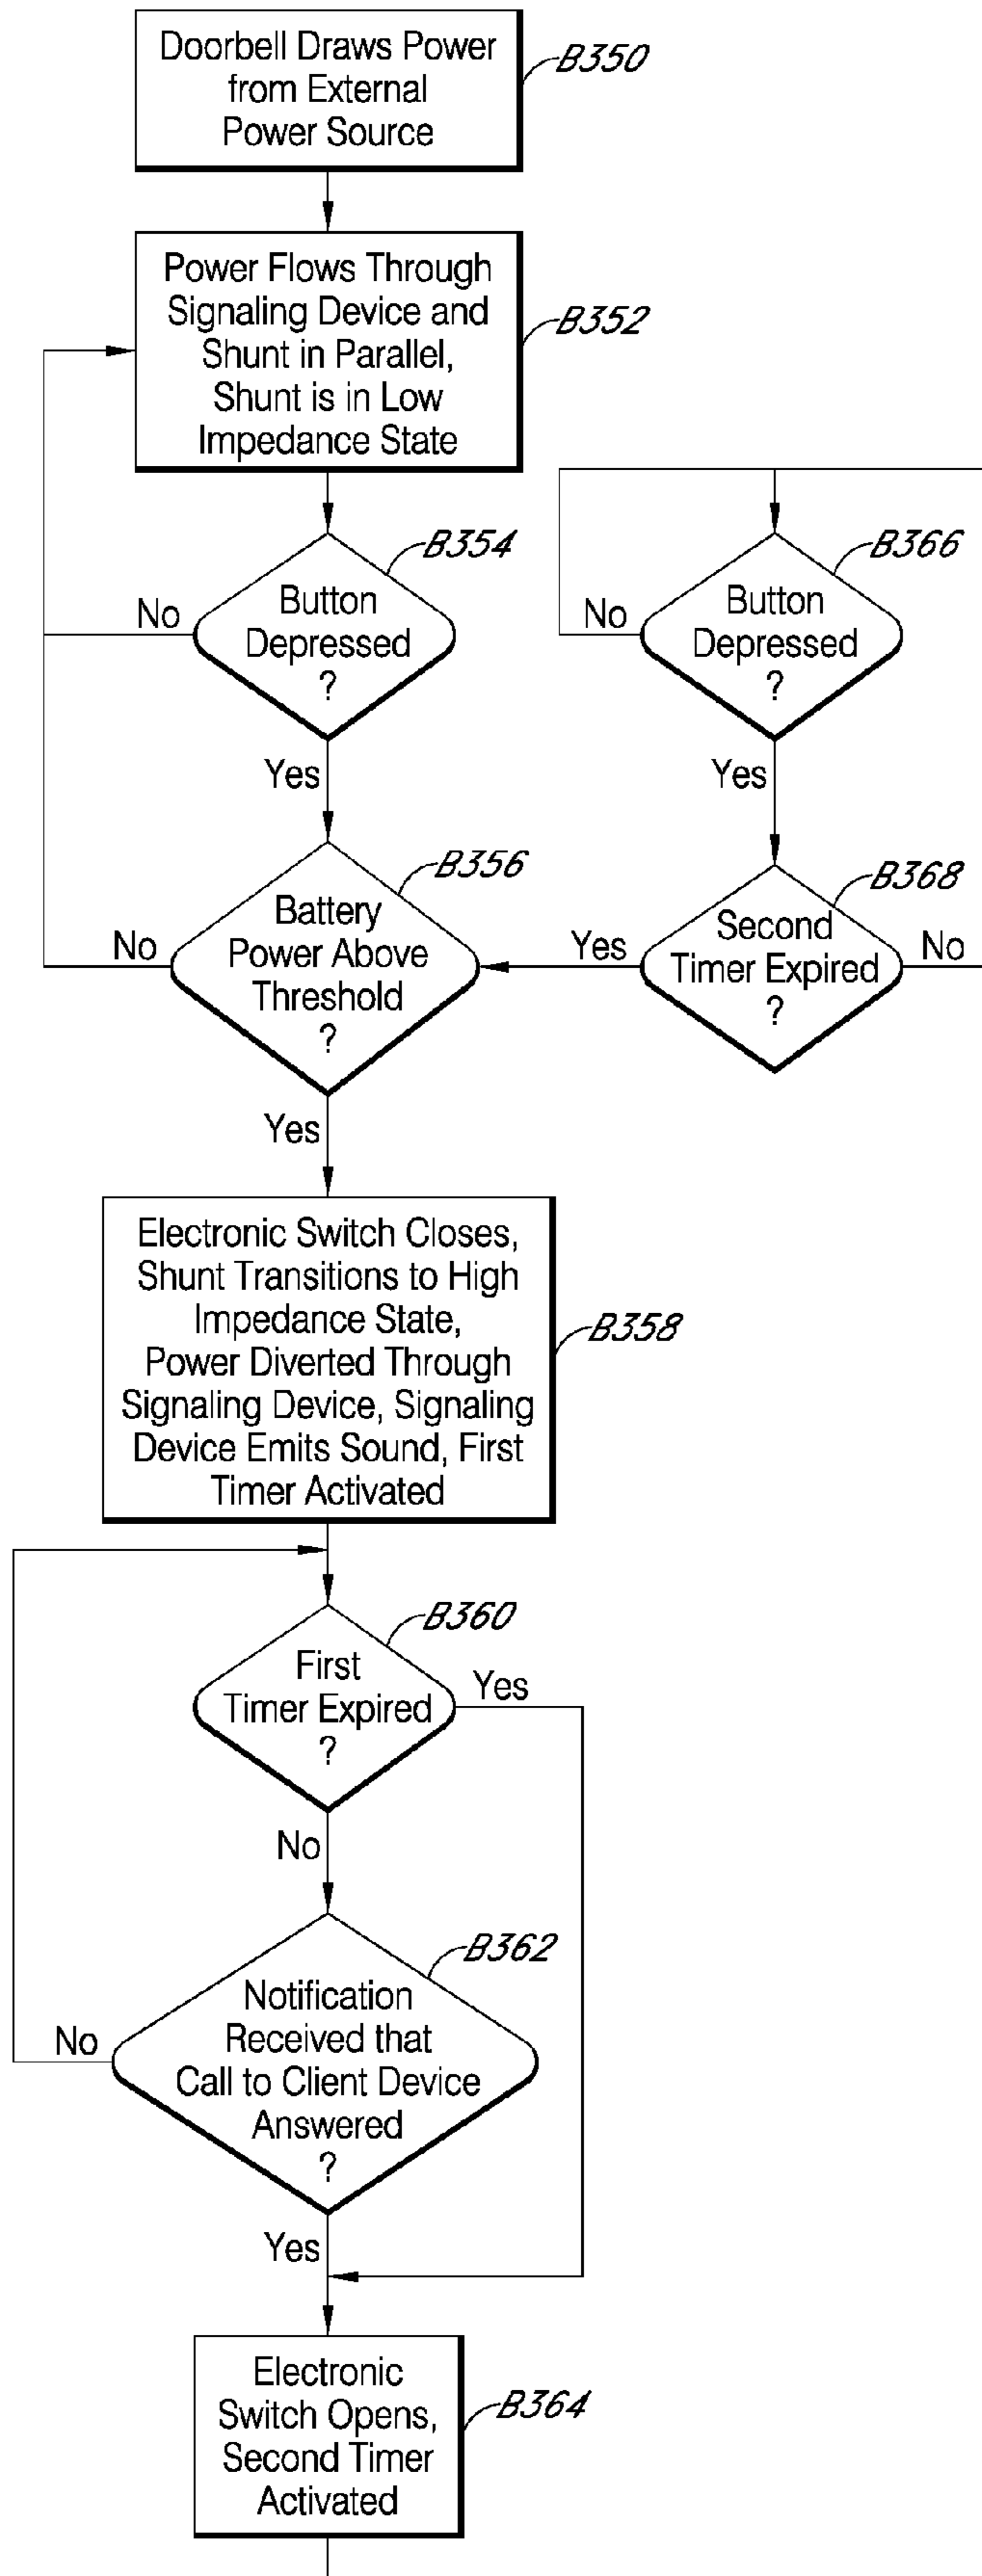 Doorbell Draws Power
from External
Power Source
B350
Power Flows Through
Signaling Device and
Shunt in Parallel,
Shunt is in Low
Impedance State
B352
Button
Depressed
?
B354
No
Yes
Battery
Power Above
Threshold
?
B356
No
Yes
Button
Depressed
?
B366
No
Yes
Second
Timer Expired
?
B368
Yes
No
Electronic Switch Closes,
Shunt Transitions to High
Impedance State,
Power Diverted Through
Signaling Device, Signaling
Device Emits Sound, First
Timer Activated
B358
First
Timer Expired
?
B360
Yes
No
Notification
Received that
Call to Client Device
Answered
?
B362
No
Yes
Electronic
Switch Opens,
Second Timer
Activated
B364